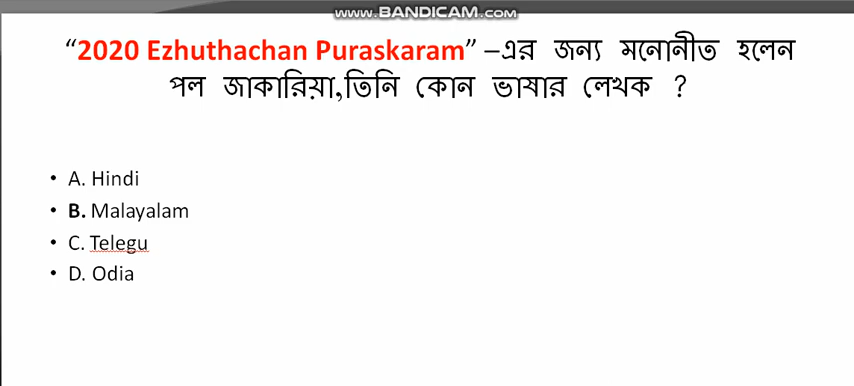 www.BANDICAM.com
“2020 Ezhuthachan Puraskaram” –এর জন্য মনোনীত হলেন
পল জাকারিয়া,তিনি কোন ভাষার লেখক ?
• A. Hindi
• B. Malayalam
• C. Telegu
• D. Odia